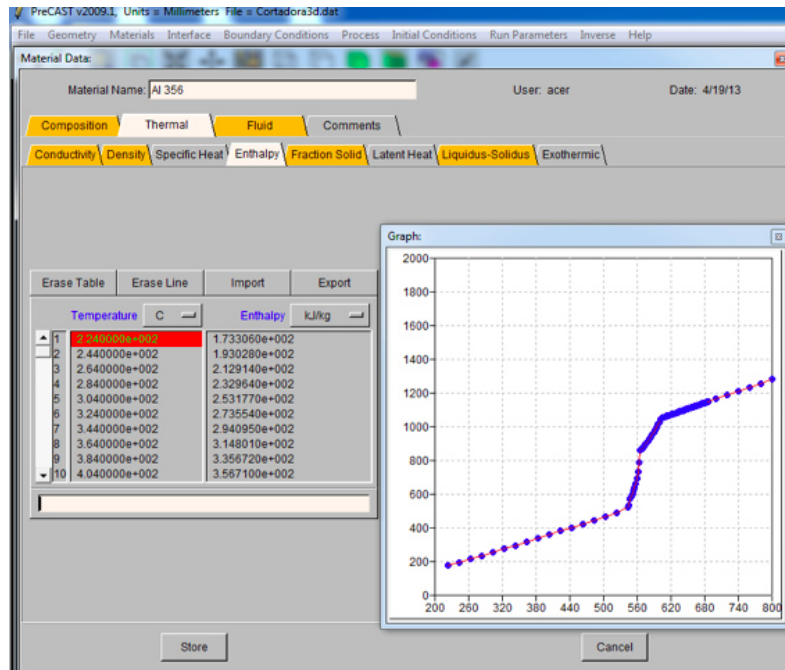 PreCAST v2009.1, Units = Millimeters File = Cortadora3d.dat
File Geometry Materials Interface Boundary Conditions Process Initial Conditions Run Parameters Inverse Help
Material Data:
Material Name: Al 356 User: acer Date: 4/19/13
Composition Thermal Fluid Comments
Conductivity Density Specific Heat Enthalpy Fraction Solid Latent Heat Liquidus-Solidus Exothermic
Erase Table Erase Line Import Export
Temperature C Enthalpy kJ/kg
1 2.240000e+002 1.733060e+002
2 2.440000e+002 1.930280e+002
3 2.640000e+002 2.129140e+002
4 2.840000e+002 2.329640e+002
5 3.040000e+002 2.531770e+002
6 3.240000e+002 2.735540e+002
7 3.440000e+002 2.940950e+002
8 3.640000e+002 3.148010e+002
9 3.840000e+002 3.356720e+002
10 4.040000e+002 3.567100e+002
Graph:
2000
1800
1600
1400
1200
1000
800
600
400
200
0
200 260 320 380 440 500 560 620 680 740 800
Store Cancel